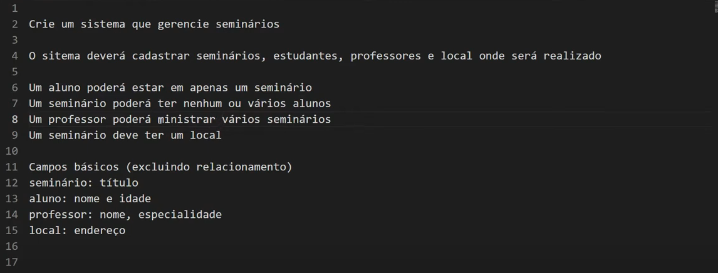 1
2 Crie um sistema que gerencie seminários
3
4 O sitema deverá cadastrar seminários, estudantes, professores e local onde será realizado
5
6 Um aluno poderá estar em apenas um seminário
7 Um seminário poderá ter nenhum ou vários alunos
8 Um professor poderá ministrar vários seminários
9 Um seminário deve ter um local
10
11 Campos básicos (excluindo relacionamento)
12 seminário: título
13 aluno: nome e idade
14 professor: nome, especialidade
15 local: endereço
16
17